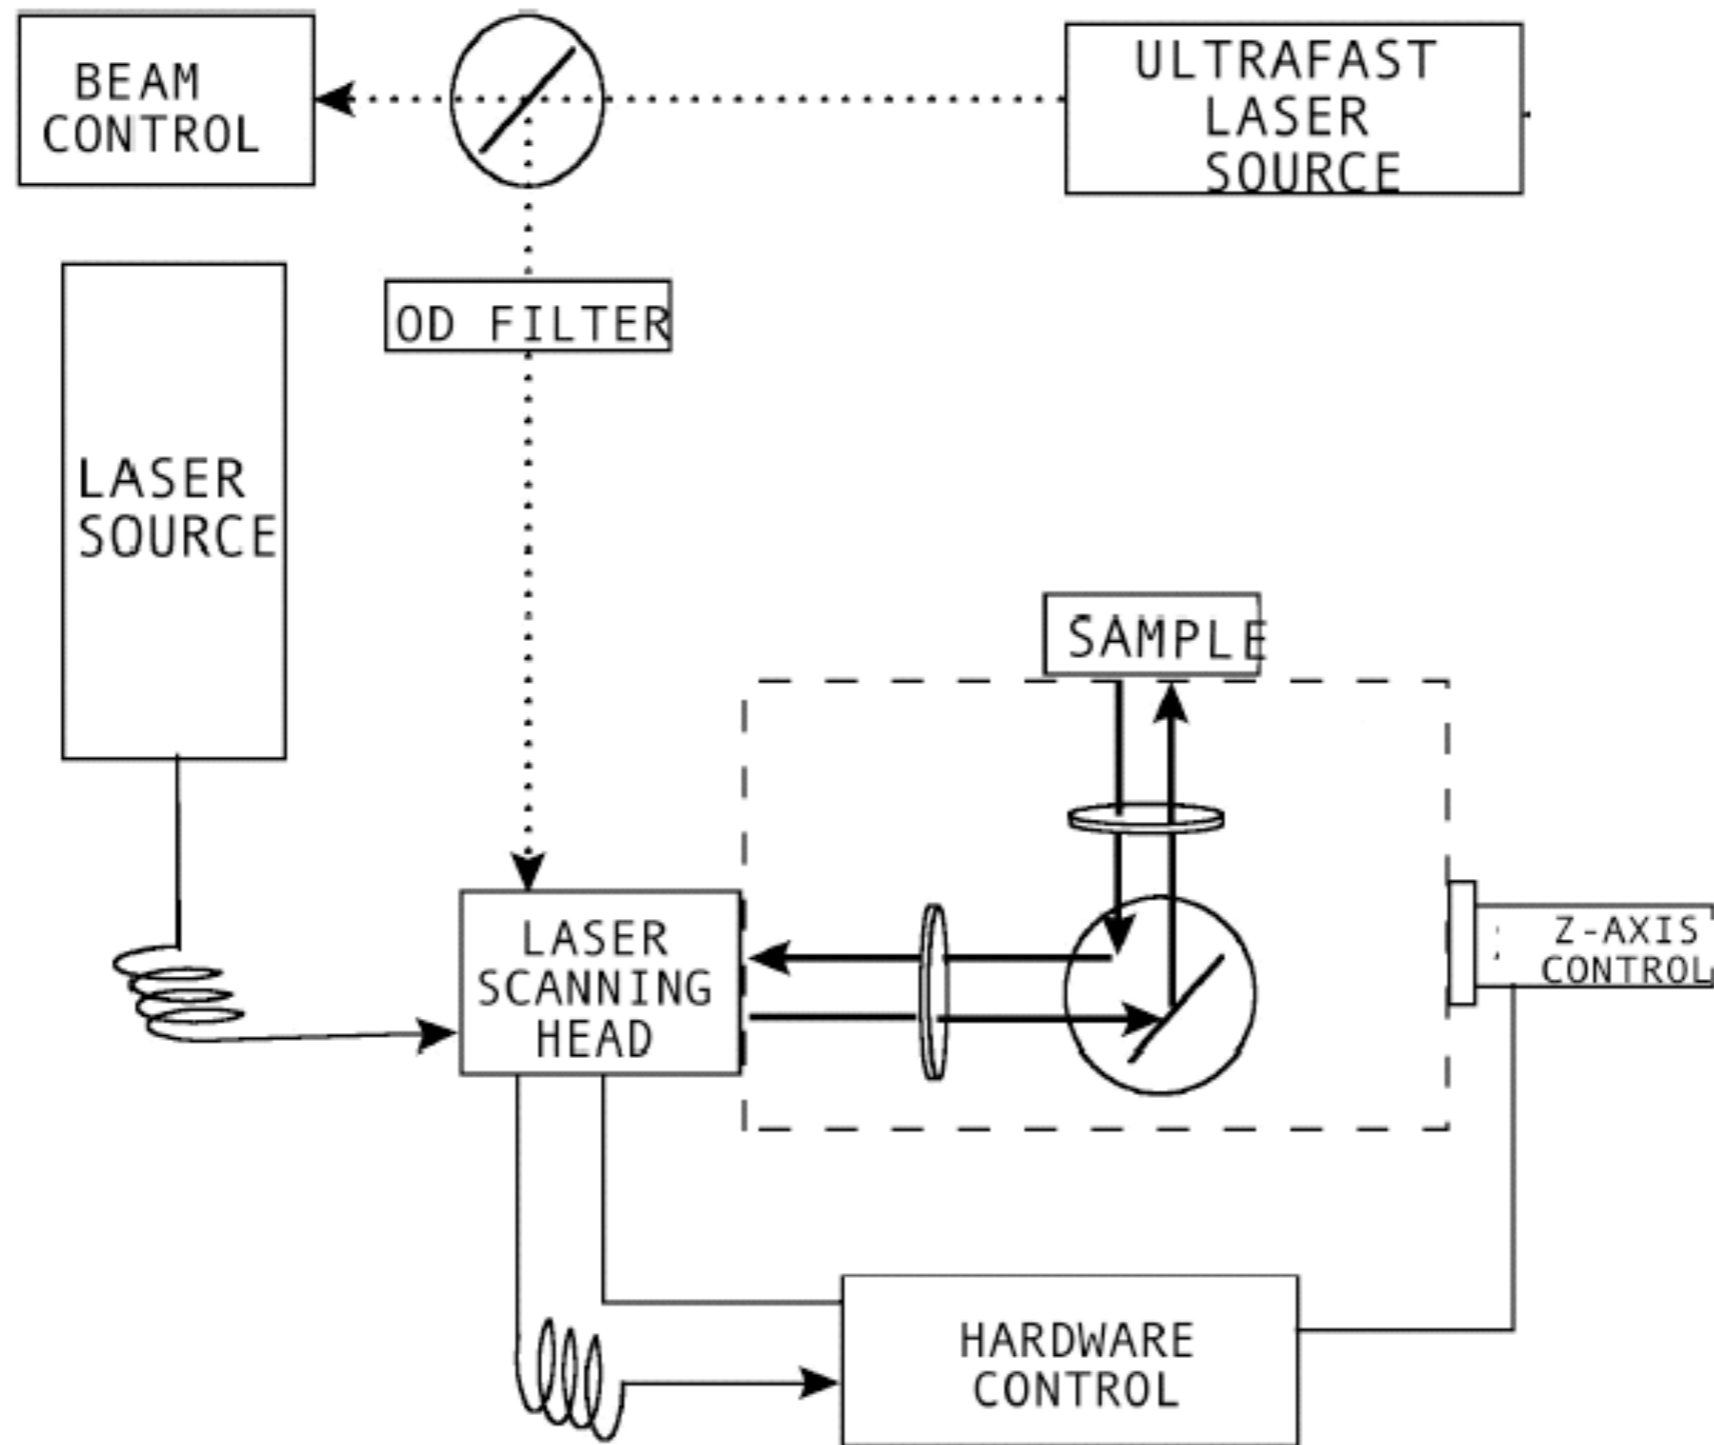 BEAM
CONTROL
ULTRAFAST
LASER
SOURCE
OD FILTER
LASER
SOURCE
SAMPLE
LASER
SCANNING
HEAD
Z-AXIS
CONTROL
HARDWARE
CONTROL